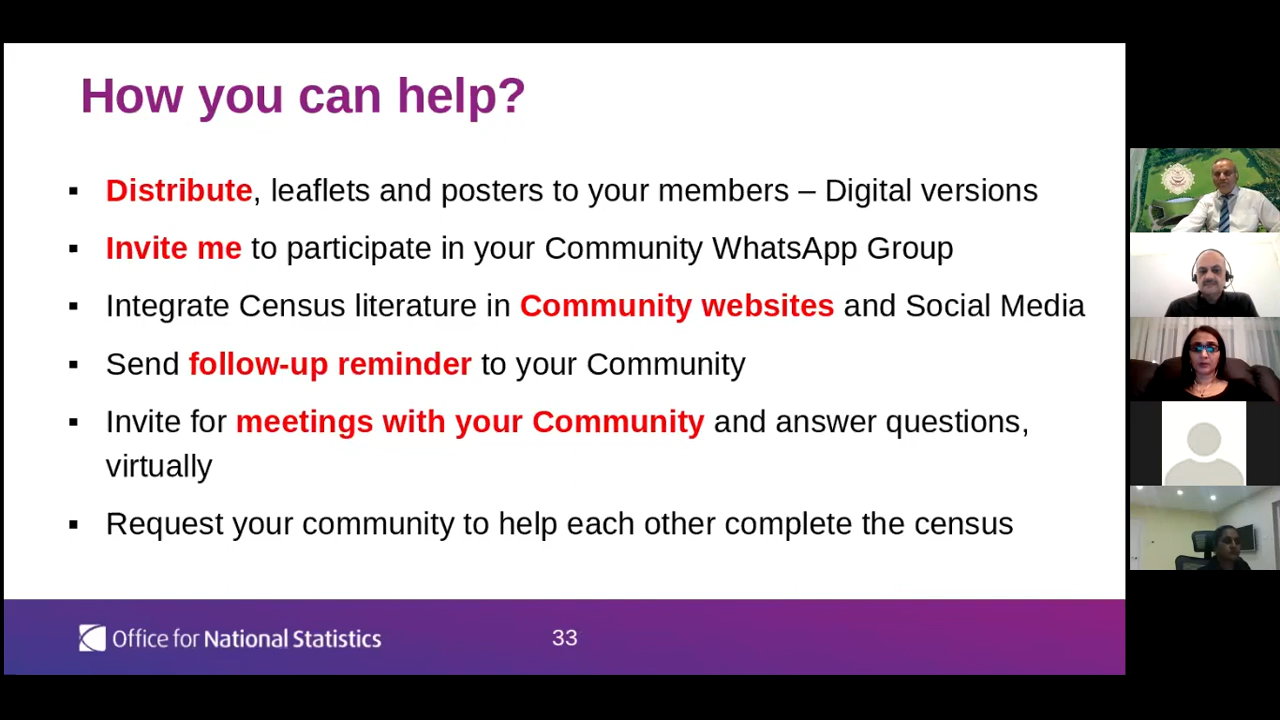 How you can help?
▪ Distribute, leaflets and posters to your members – Digital versions
▪ Invite me to participate in your Community WhatsApp Group
▪ Integrate Census literature in Community websites and Social Media
▪ Send follow-up reminder to your Community
▪ Invite for meetings with your Community and answer questions,
virtually
▪ Request your community to help each other complete the census
Office for National Statistics
33